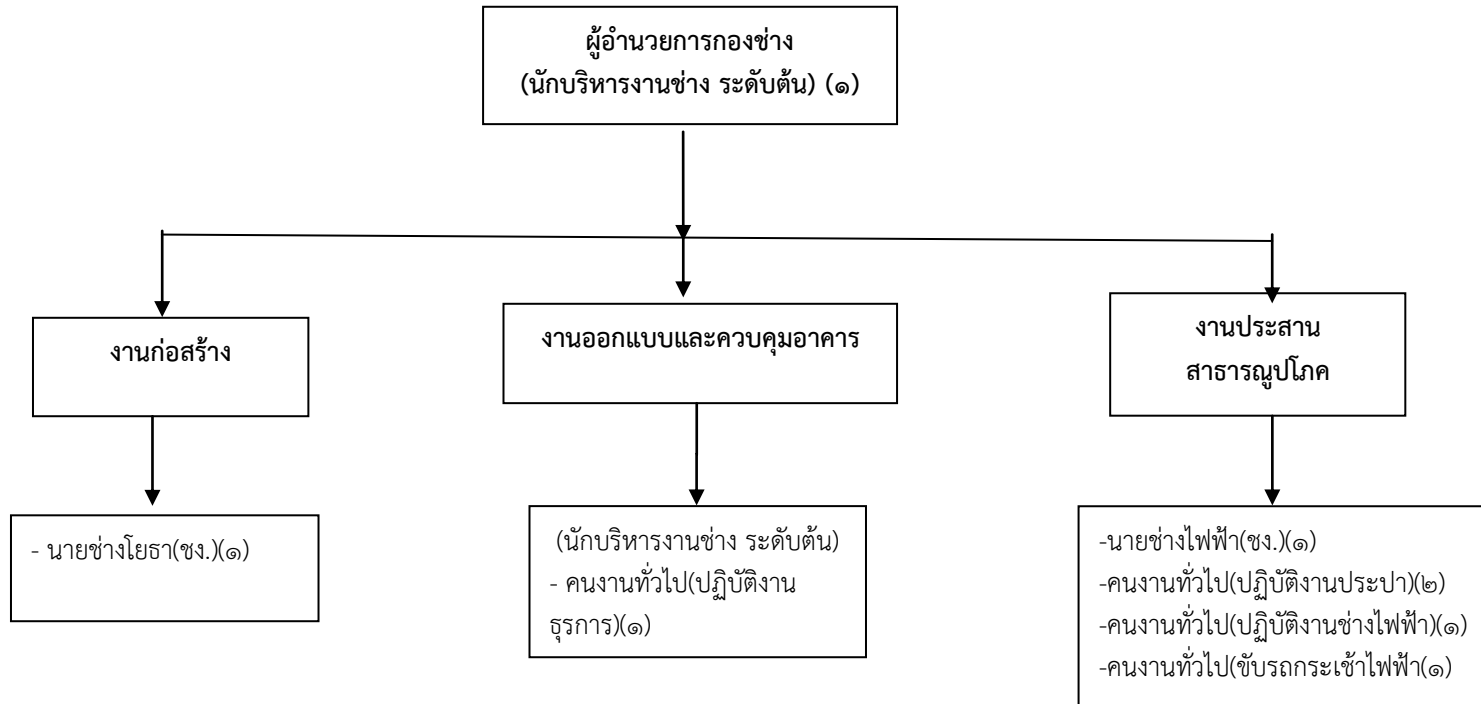 ผู้อำนวยการกองช่าง
(นักบริหารงานช่าง ระดับต้น) (๑)
งานก่อสร้าง
งานออกแบบและควบคุมอาคาร
งานประสาน
สาธารณูปโภค
- นายช่างโยธา(ชง.)(๑)
(นักบริหารงานช่าง ระดับต้น)
- คนงานทั่วไป(ปฏิบัติงาน
ธุรการ)(๑)
-นายช่างไฟฟ้า(ชง.)(๑)
-คนงานทั่วไป(ปฏิบัติงานประปา)(๒)
-คนงานทั่วไป(ปฏิบัติงานช่างไฟฟ้า)(๑)
-คนงานทั่วไป(ขับรถกระเช้าไฟฟ้า(๑)